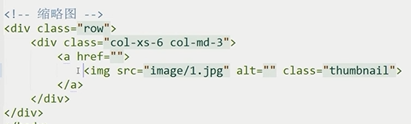 <!-- 缩略图 -->
<div class="row">
    <div class="col-xs-6 col-md-3">
        <a href="">
            <img src="image/1.jpg" alt="" class="thumbnail">
        </a>
    </div>
</div>